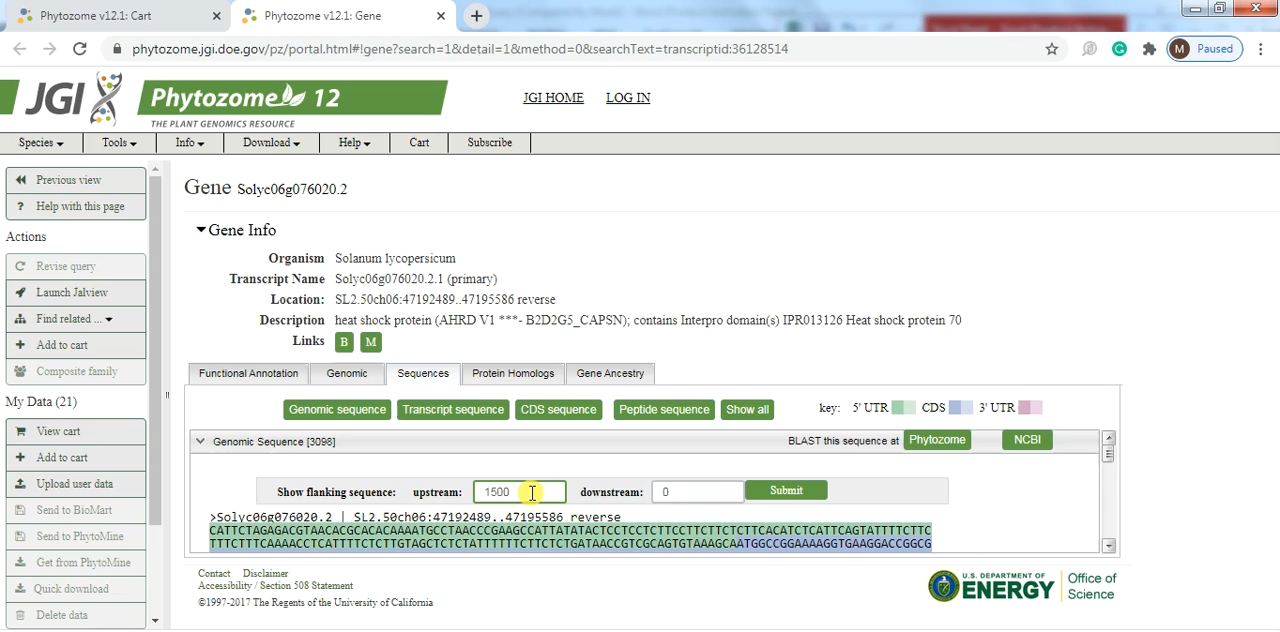 Phytozome v12.1: Cart
Phytozome v12.1: Gene
phytozome.jgi.doe.gov/pz/portal.html#!gene?search=1&detail=1&method=0&searchText=transcriptid:36128514
M Paused
JGI Phytozome 12
THE PLANT GENOMICS RESOURCE
JGI HOME LOG IN
Species Tools Info Download Help Cart Subscribe
Previous view
? Help with this page
Actions
Revise query
Launch Jalview
Find related ...
+ Add to cart
Composite family
My Data (21)
View cart
+ Add to cart
Upload user data
Send to BioMart
Send to PhytoMine
Get from PhytoMine
Quick download
Delete data
Gene Solyc06g076020.2
Gene Info
Organism Solanum lycopersicum
Transcript Name Solyc06g076020.2.1 (primary)
Location: SL2.50ch06:47192489..47195586 reverse
Description heat shock protein (AHRD V1 ***- B2D2G5_CAPSN); contains Interpro domain(s) IPR013126 Heat shock protein 70
Links B M
Functional Annotation Genomic Sequences Protein Homologs Gene Ancestry
Genomic sequence Transcript sequence CDS sequence Peptide sequence Show all key: 5' UTR CDS 3' UTR
Genomic Sequence [3098] BLAST this sequence at Phytozome NCBI
Show flanking sequence: upstream: 1500 downstream: 0 Submit
>Solyc06g076020.2 | SL2.50ch06:47192489..47195586 reverse
CATTCTAGAGACGTAACACGCACACAAAATGCCTAACCCGAAGCCATTATATACTCCTCCTCTTCCTTCTTCTCTTCACATCTCATTCAGTATTTTCTTC
TTTCTTTCAAAACCTCATTTTCTCTTGTAGCTCTCTATTTTTTCTTCTCTGATAACCGTCGCAGTGTAAAGCAATGGCCGGAAAAGGTGAAGGACCGGCG
Contact Disclaimer
Accessibility / Section 508 Statement
©1997-2017 The Regents of the University of California
U.S. DEPARTMENT OF ENERGY Office of Science